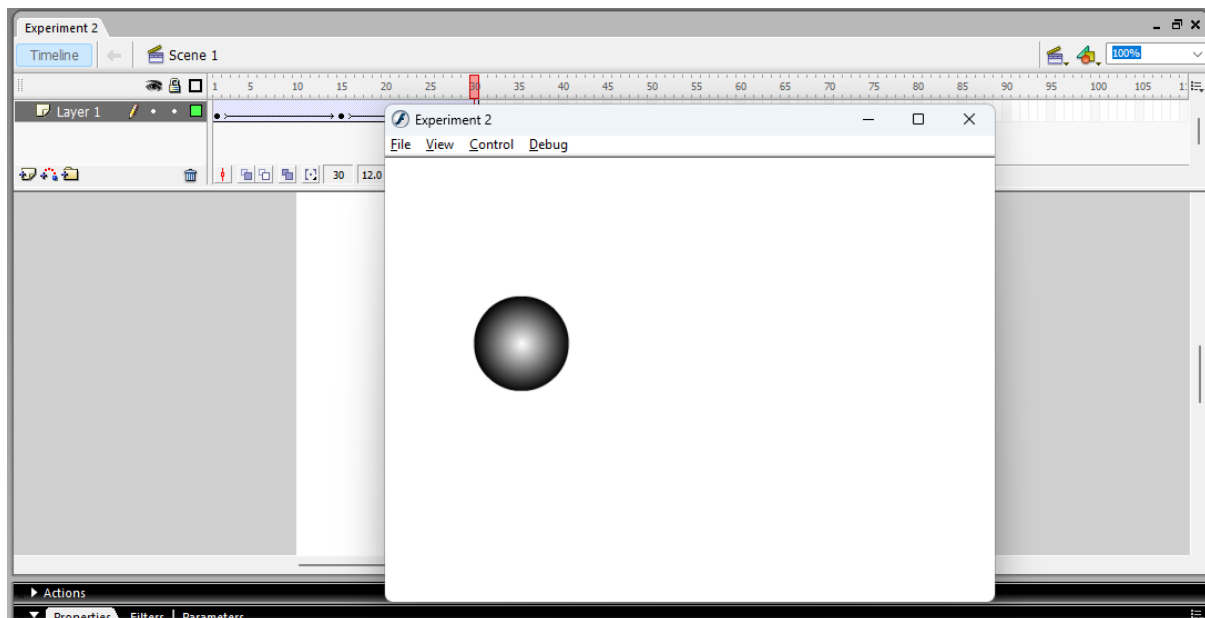 Experiment 2
Timeline Scene 1 100%
1 5 10 15 20 25 30 35 40 45 50 55 60 65 70 75 80 85 90 95 100 105
Layer 1
Experiment 2
File View Control Debug
30 12.0
Actions
Properties Filters Parameters